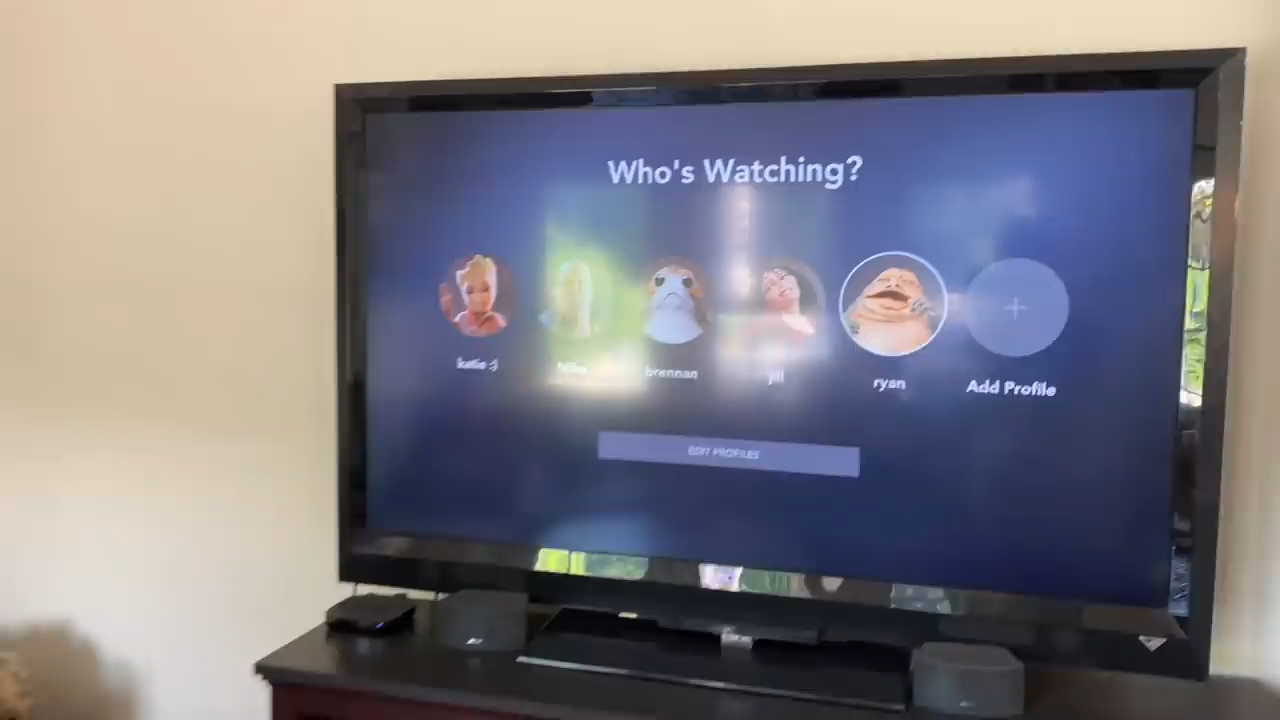 Who's Watching?
katie :)
brennan
jill
ryan
Add Profile
EDIT PROFILES